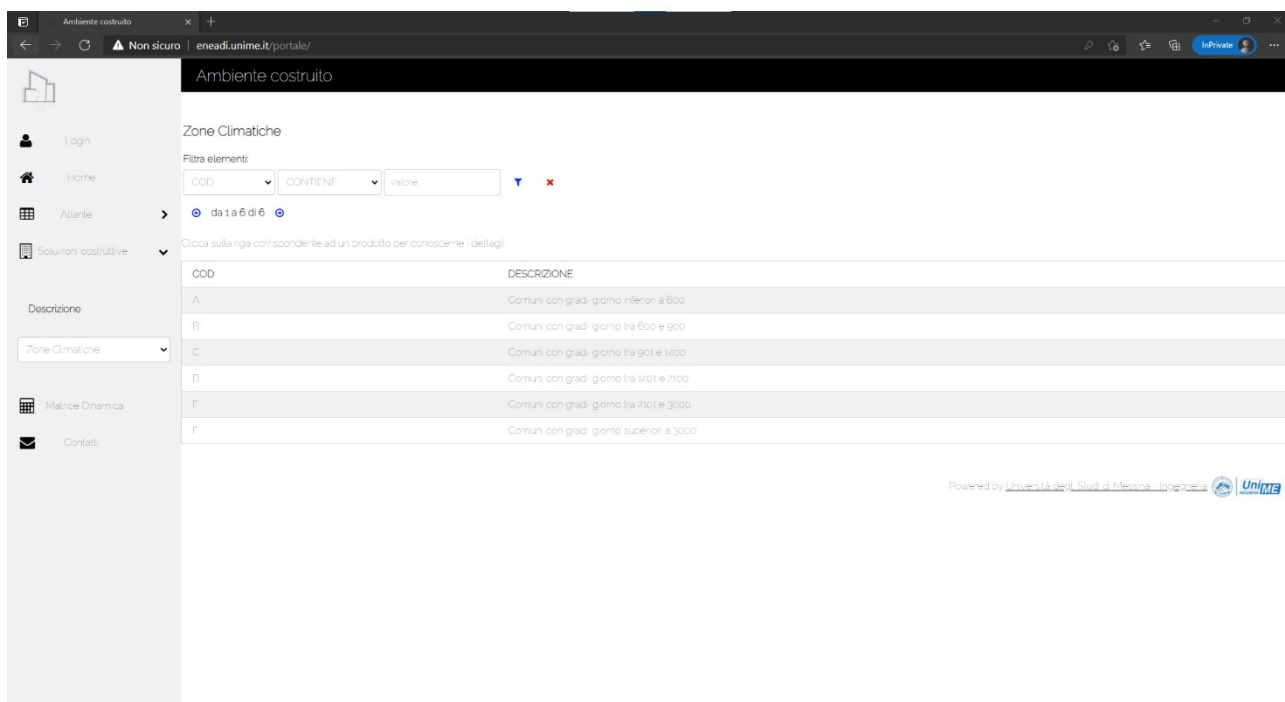 Ambiente costruito
Non sicuro eneadi.unime.it/portale/
InPrivate
Ambiente costruito
Login
Home
Atlante
Soluzioni costruttive
Descrizione
Zone Climatiche
Matrice Dinamica
Contatti
Zone Climatiche
Filtra elementi:
COD CONTIENE valore
da 1 a 6 di 6
Clicca sulla riga corrispondente ad un prodotto per conoscerne i dettagli.
COD DESCRIZIONE
A Comuni con gradi-giorno inferiori a 600
B Comuni con gradi-giorno tra 600 e 900
C Comuni con gradi-giorno tra 901 e 1400
D Comuni con gradi-giorno tra 1401 e 2100
E Comuni con gradi-giorno tra 2101 e 3000
F Comuni con gradi-giorno superiori a 3000
Powered by Università degli Studi di Messina - Ingegneria UniME